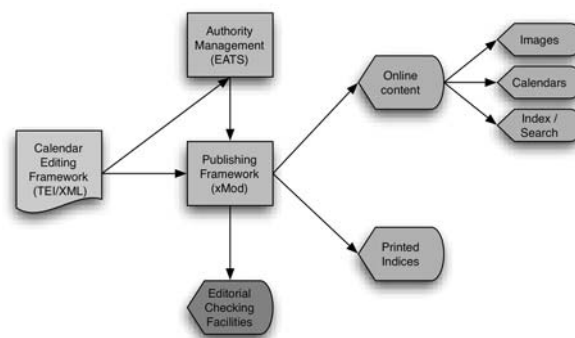 Authority
Management
(EATS)
Images
Online
content
Calendars
Index /
Search
Calendar
Editing
Framework
(TEI/XML)
Publishing
Framework
(xMod)
Printed
Indices
Editorial
Checking
Facilities